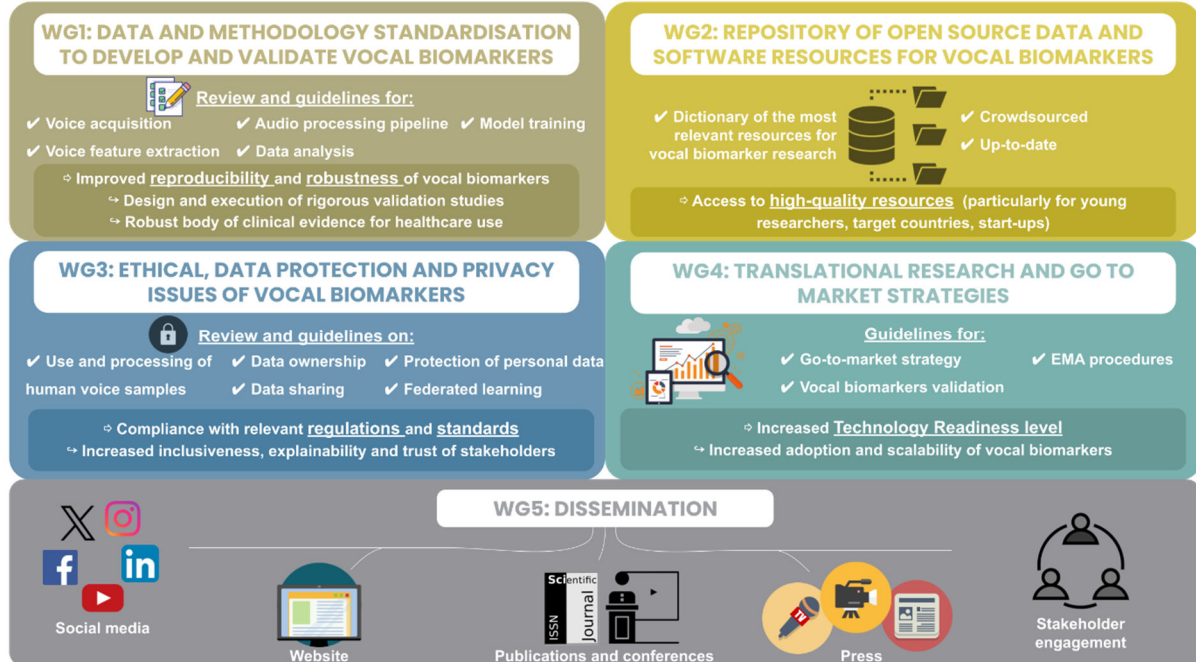 WG1: DATA AND METHODOLOGY STANDARDISATION
TO DEVELOP AND VALIDATE VOCAL BIOMARKERS
Review and guidelines for:
✔ Voice acquisition ✔ Audio processing pipeline ✔ Model training
✔ Voice feature extraction ✔ Data analysis
⇨ Improved reproducibility and robustness of vocal biomarkers
↪ Design and execution of rigorous validation studies
↪ Robust body of clinical evidence for healthcare use
WG2: REPOSITORY OF OPEN SOURCE DATA AND
SOFTWARE RESOURCES FOR VOCAL BIOMARKERS
✔ Dictionary of the most
relevant resources for
vocal biomarker research
✔ Crowdsourced
✔ Up-to-date
⇨ Access to high-quality resources (particularly for young
researchers, target countries, start-ups)
WG3: ETHICAL, DATA PROTECTION AND PRIVACY
ISSUES OF VOCAL BIOMARKERS
Review and guidelines on:
✔ Use and processing of ✔ Data ownership ✔ Protection of personal data
human voice samples ✔ Data sharing ✔ Federated learning
⇨ Compliance with relevant regulations and standards
↪ Increased inclusiveness, explainability and trust of stakeholders
WG4: TRANSLATIONAL RESEARCH AND GO TO
MARKET STRATEGIES
Guidelines for:
✔ Go-to-market strategy ✔ EMA procedures
✔ Vocal biomarkers validation
⇨ Increased Technology Readiness level
↪ Increased adoption and scalability of vocal biomarkers
WG5: DISSEMINATION
X
f
in
Social media
Website
Scientific
Journal
ISSN
Publications and conferences
TV
Press
Stakeholder
engagement